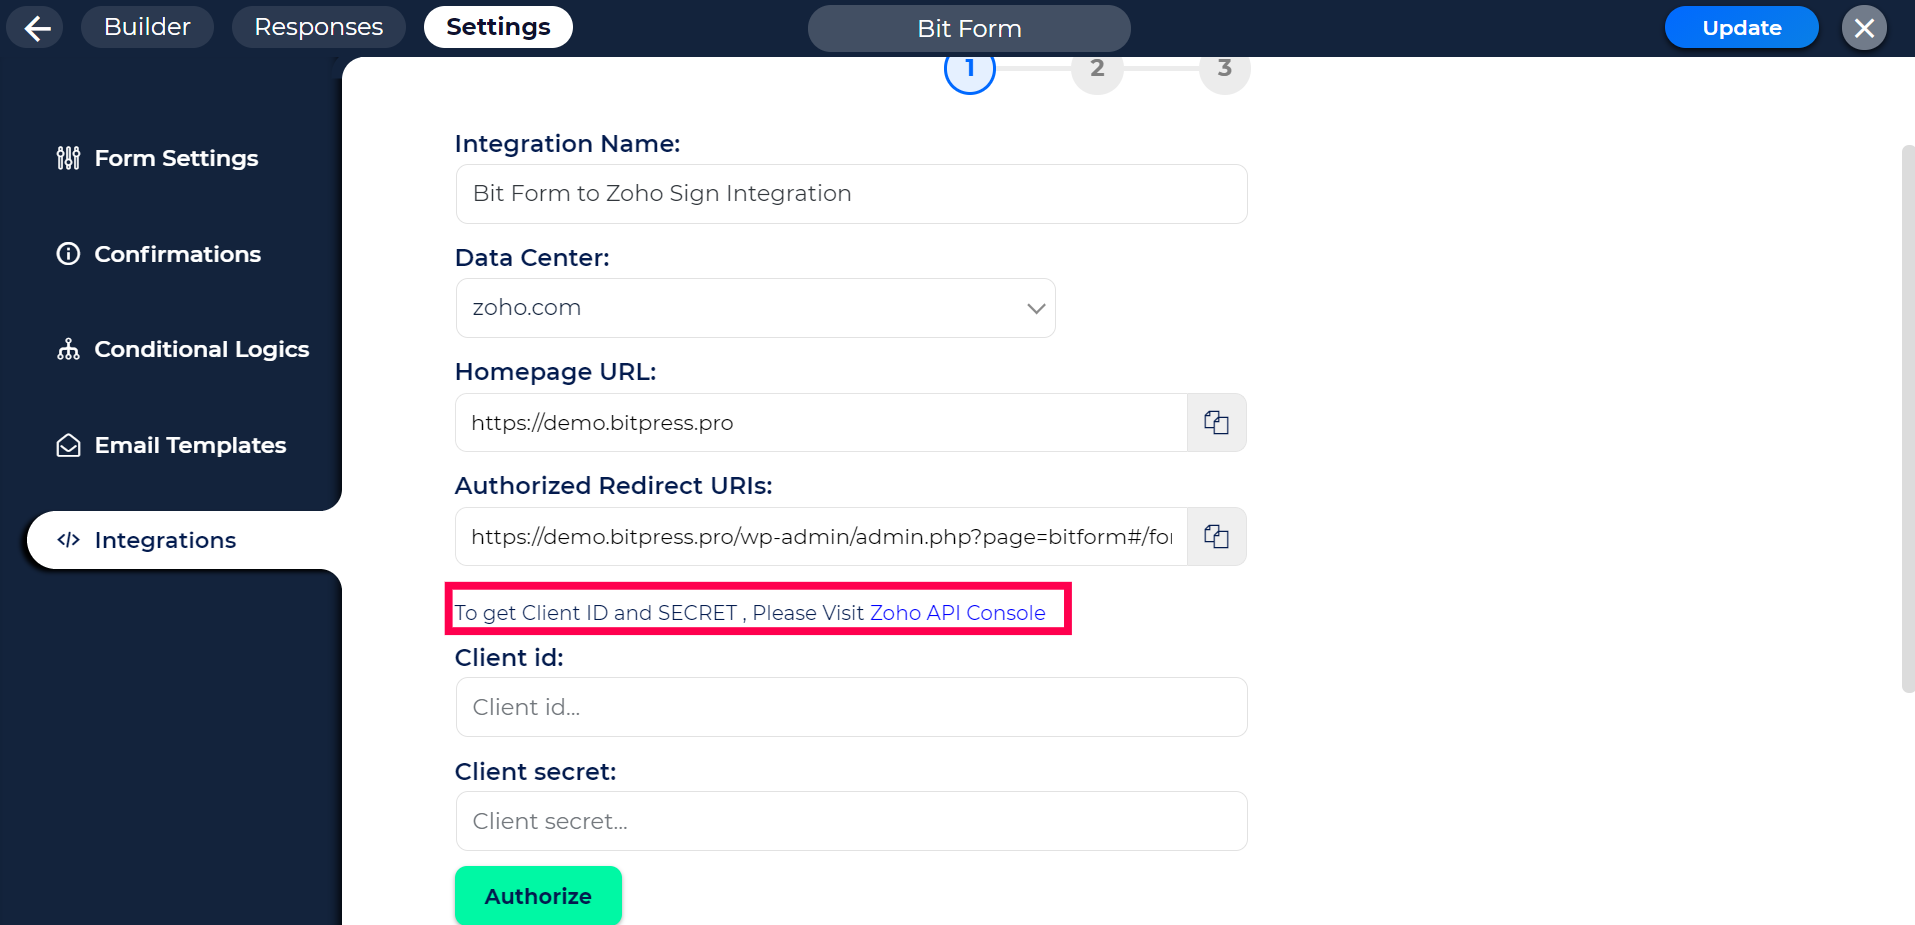 Builder Responses Settings Bit Form Update
1 2 3
Form Settings
Confirmations
Conditional Logics
Email Templates
Integrations
Integration Name:
Bit Form to Zoho Sign Integration
Data Center:
zoho.com
Homepage URL:
https://demo.bitpress.pro
Authorized Redirect URIs:
https://demo.bitpress.pro/wp-admin/admin.php?page=bitform#/for
To get Client ID and SECRET , Please Visit Zoho API Console
Client id:
Client id...
Client secret:
Client secret...
Authorize